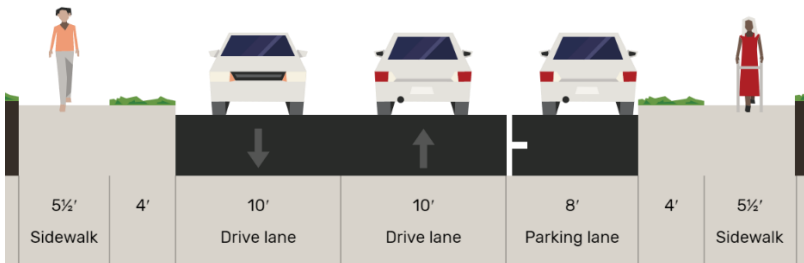 5½′ 4′ 10′ 10′ 8′ 4′ 5½′
Sidewalk Drive lane Drive lane Parking lane Sidewalk